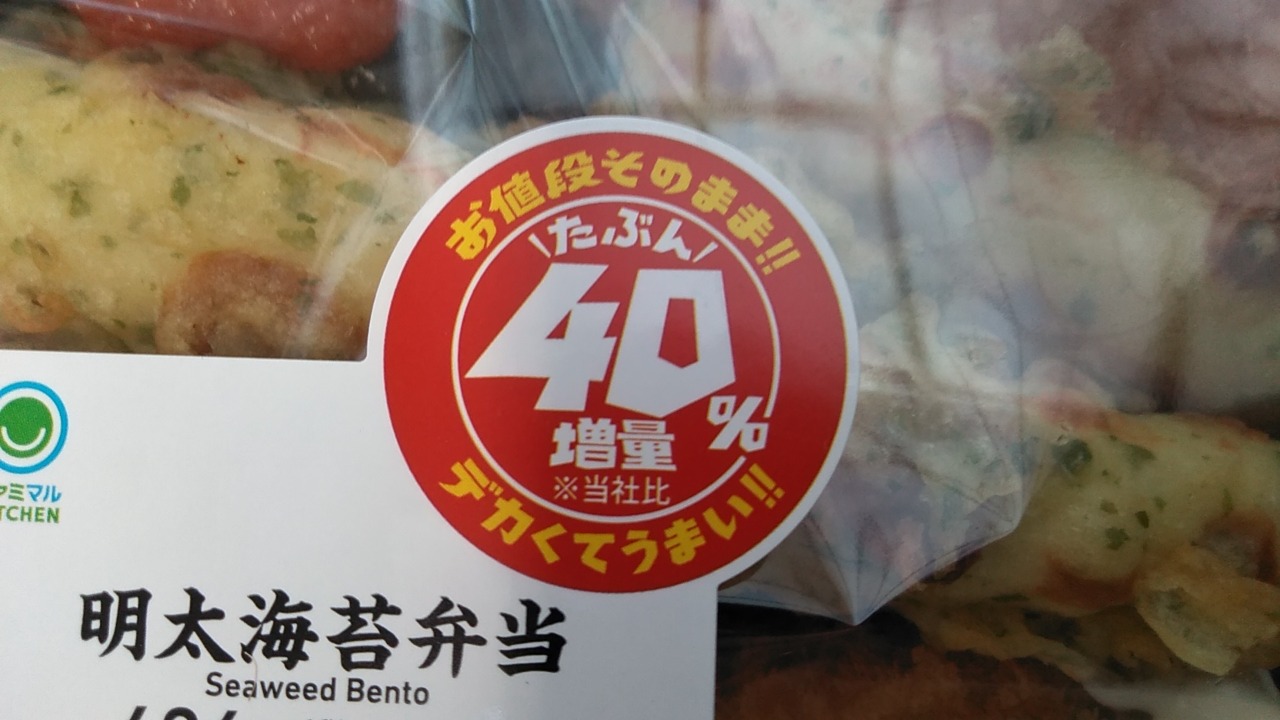 お値段そのまま!!
たぶん
40%
増量
※当社比
デカくてうまい!!
ァミマル
TCHEN
明太海苔弁当
Seaweed Bento